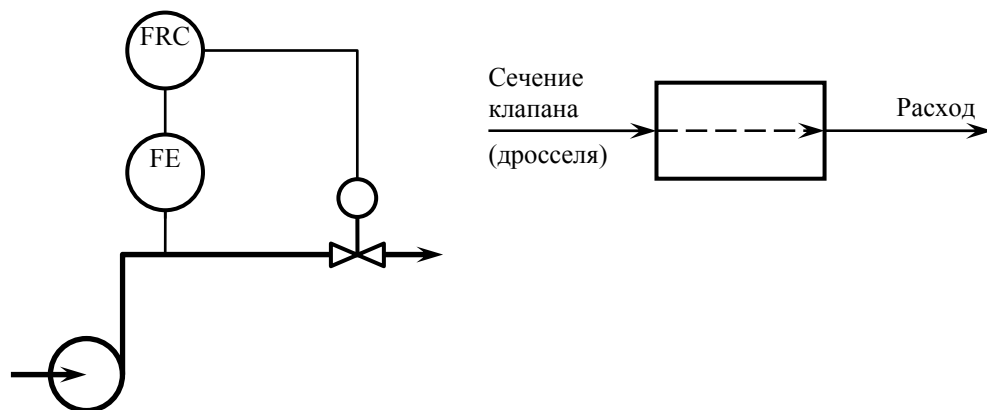 FRC
FE
Сечение
клапана
(дросселя)
Расход